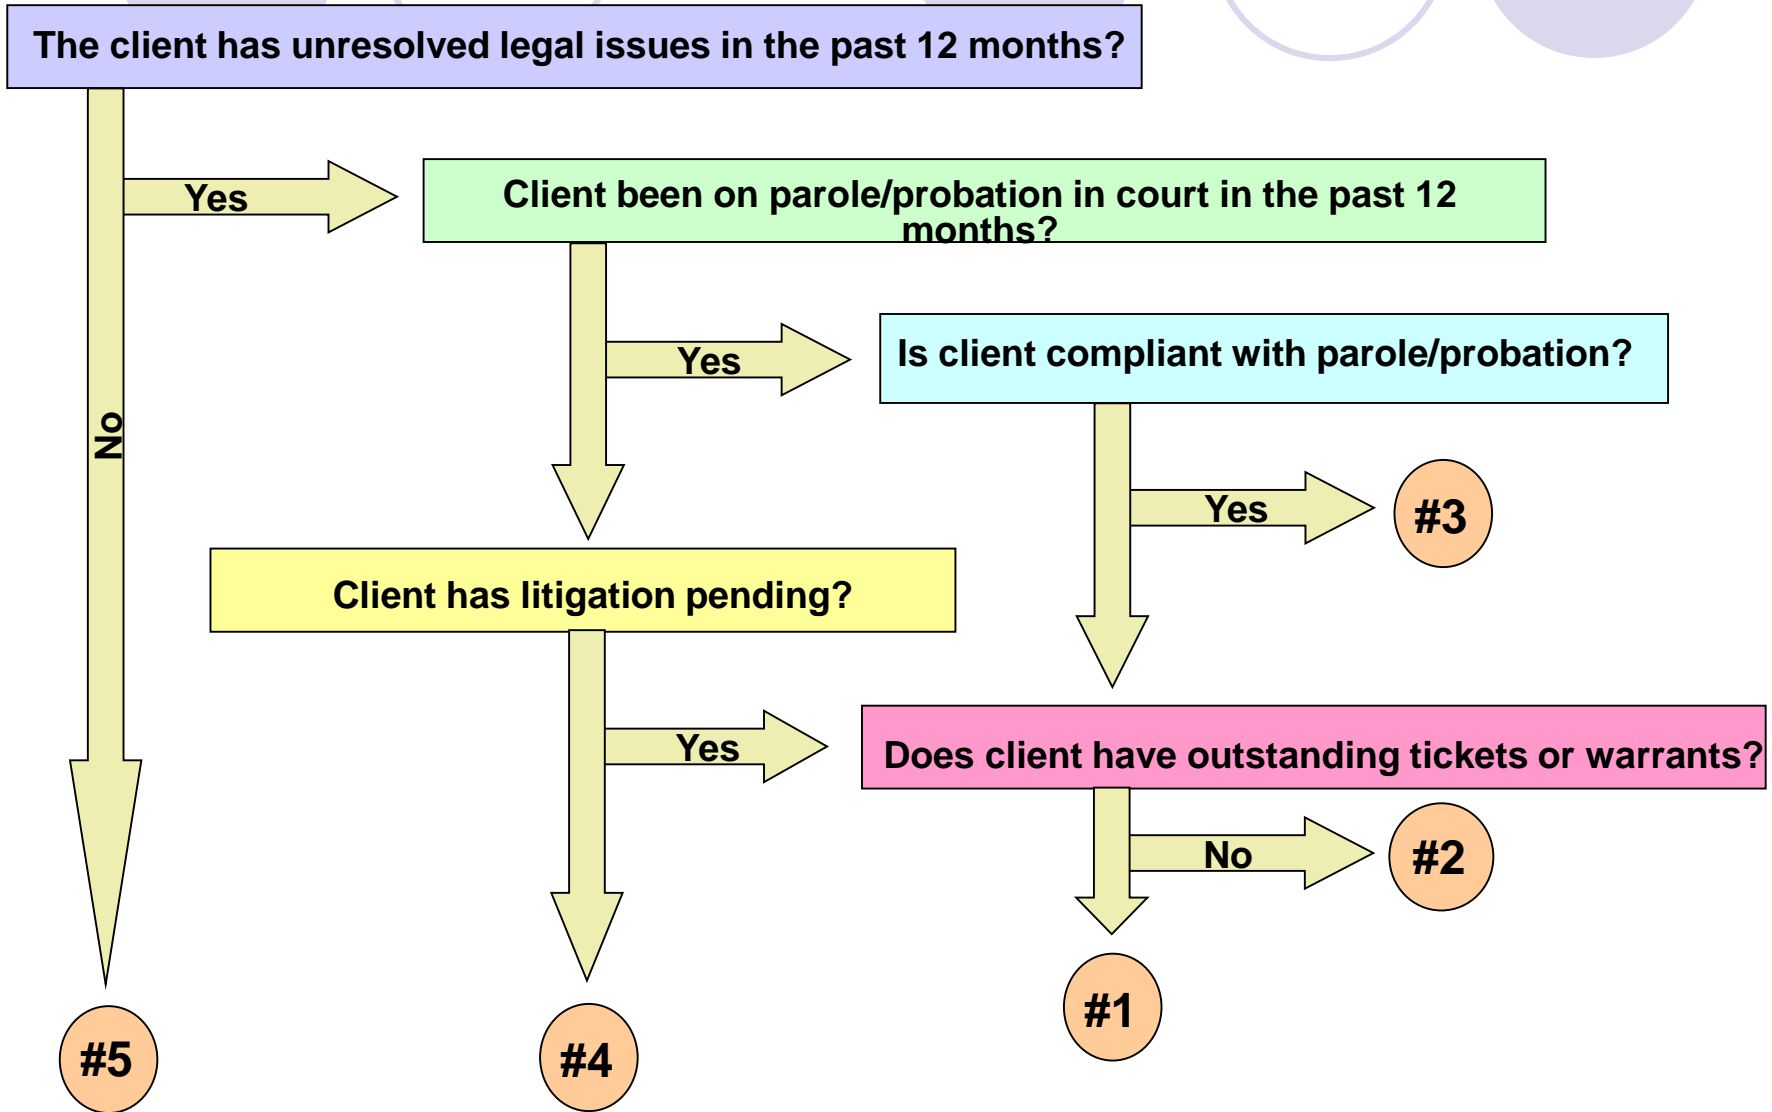 The client has unresolved legal issues in the past 12 months?
Yes
Client been on parole/probation in court in the past 12
months?
Yes
Is client compliant with parole/probation?
No
Yes
#3
Client has litigation pending?
Yes
Does client have outstanding tickets or warrants?
No
#2
#1
#5
#4